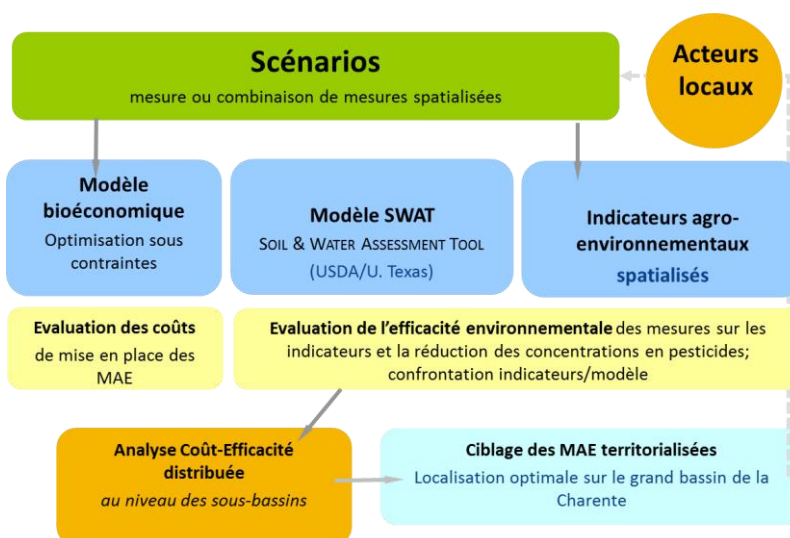 Scénarios
mesure ou combinaison de mesures spatialisées
Acteurs
locaux
Modèle
bioéconomique
Optimisation sous
contraintes
Modèle SWAT
SOIL & WATER ASSESSMENT TOOL
(USDA/U. Texas)
Indicateurs agro-
environnementaux
spatialisés
Evaluation des coûts
de mise en place des
MAE
Evaluation de l'efficacité environnementale des mesures sur les
indicateurs et la réduction des concentrations en pesticides;
confrontation indicateurs/modèle
Analyse Coût-Efficacité
distribuée
au niveau des sous-bassins
Ciblage des MAE territorialisées
Localisation optimale sur le grand bassin de la
Charente